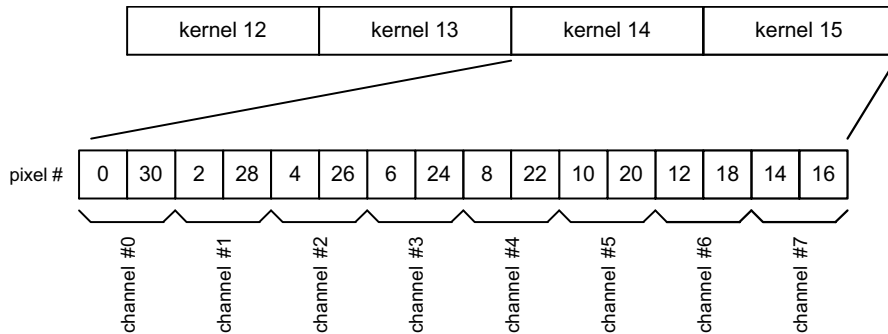 kernel 12 kernel 13 kernel 14 kernel 15
pixel # 0 30 2 28 4 26 6 24 8 22 10 20 12 18 14 16
channel #0 channel #1 channel #2 channel #3 channel #4 channel #5 channel #6 channel #7